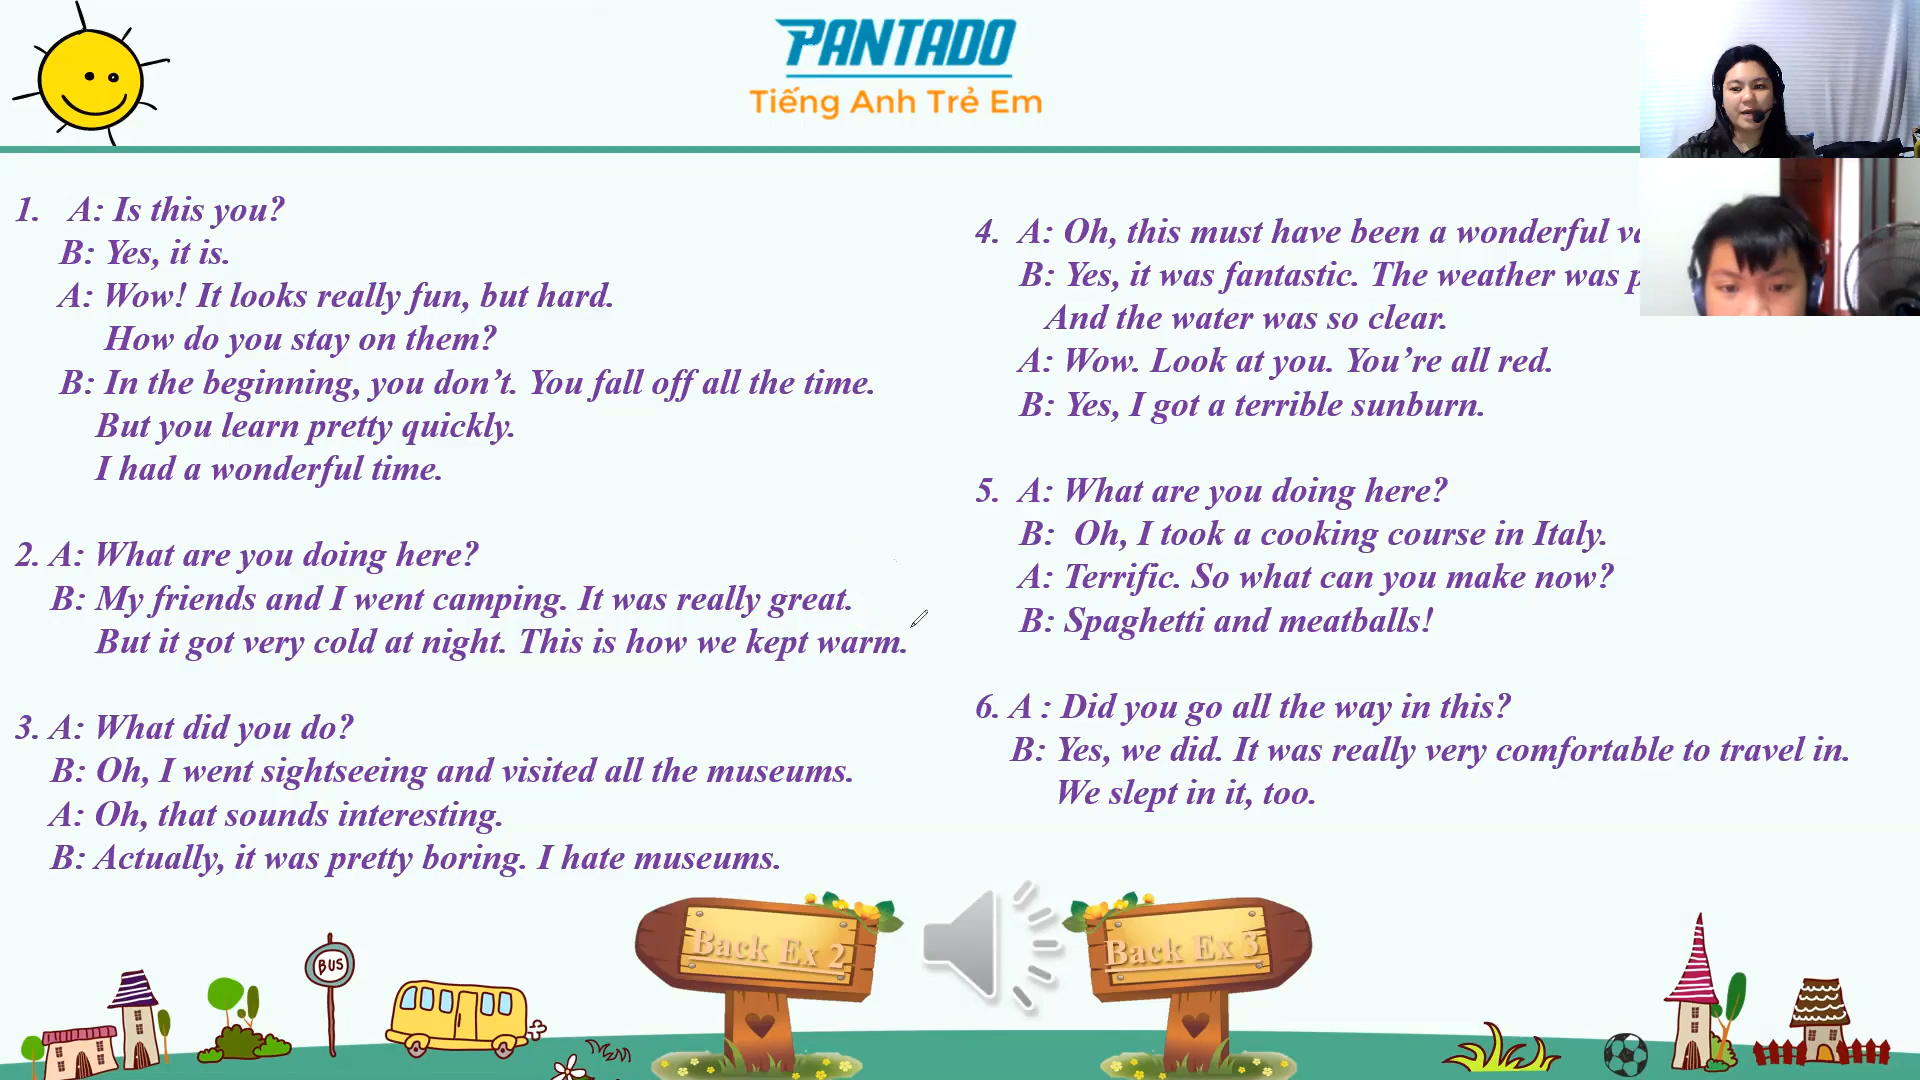 PANTADO
Tiếng Anh Trẻ Em
1. A: Is this you?
B: Yes, it is.
A: Wow! It looks really fun, but hard.
How do you stay on them?
B: In the beginning, you don’t. You fall off all the time.
But you learn pretty quickly.
I had a wonderful time.
2. A: What are you doing here?
B: My friends and I went camping. It was really great.
But it got very cold at night. This is how we kept warm.
3. A: What did you do?
B: Oh, I went sightseeing and visited all the museums.
A: Oh, that sounds interesting.
B: Actually, it was pretty boring. I hate museums.
4. A: Oh, this must have been a wonderful
B: Yes, it was fantastic. The weather was
And the water was so clear.
A: Wow. Look at you. You’re all red.
B: Yes, I got a terrible sunburn.
5. A: What are you doing here?
B: Oh, I took a cooking course in Italy.
A: Terrific. So what can you make now?
B: Spaghetti and meatballs!
6. A : Did you go all the way in this?
B: Yes, we did. It was really very comfortable to travel in.
We slept in it, too.
Back Ex 2
Back Ex 3
BUS